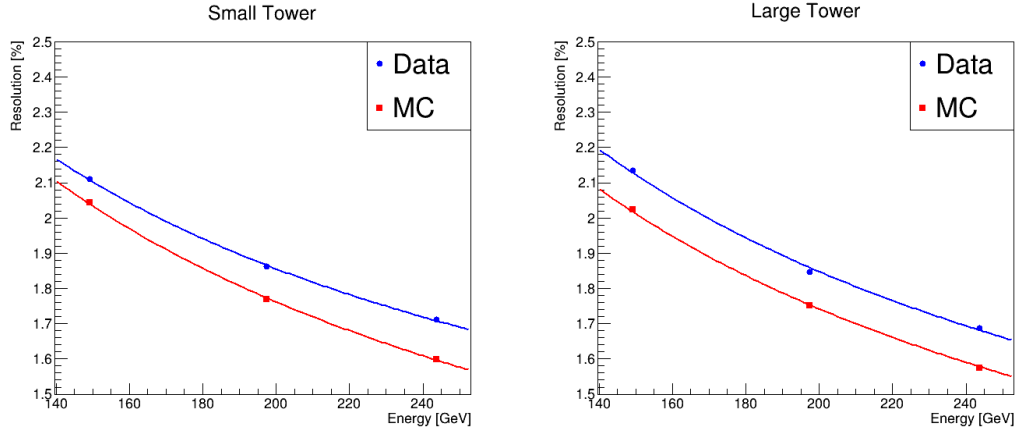 Small Tower
Resolution [%]
2.5
2.4
2.3
2.2
2.1
2
1.9
1.8
1.7
1.6
1.5
Data
MC
140 160 180 200 220 240
Energy [GeV]
Large Tower
Resolution [%]
2.5
2.4
2.3
2.2
2.1
2
1.9
1.8
1.7
1.6
1.5
Data
MC
140 160 180 200 220 240
Energy [GeV]